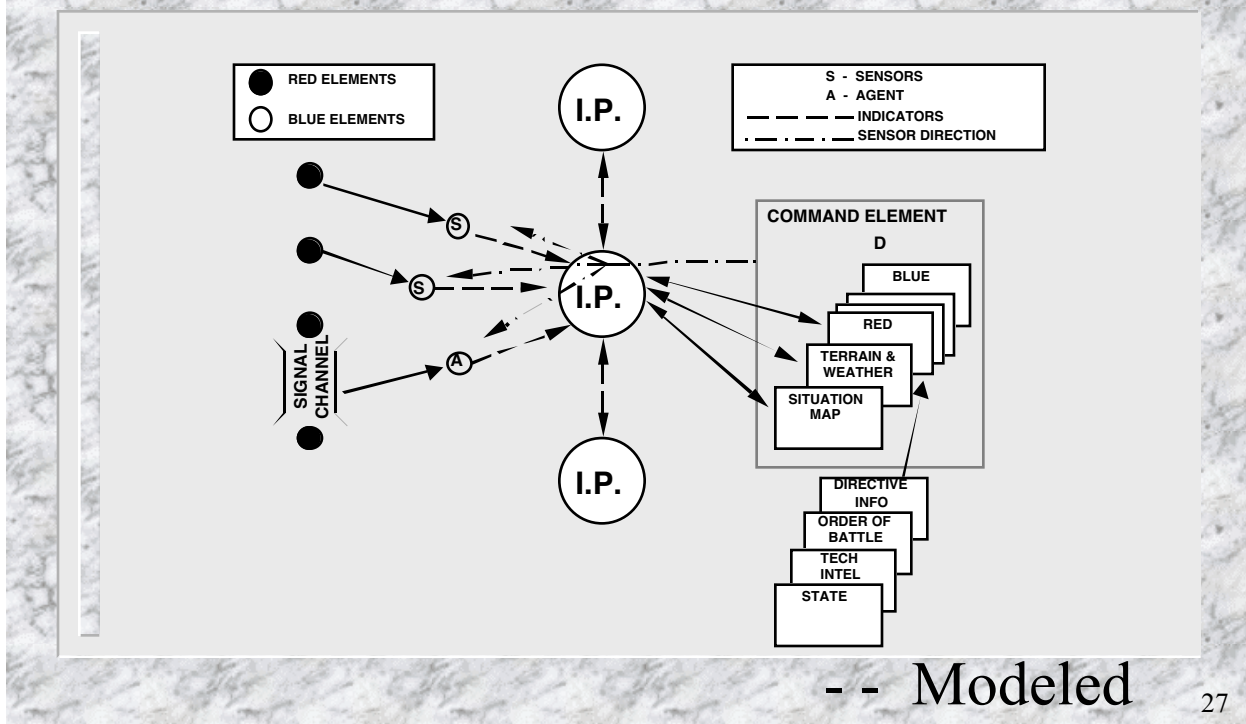 RED ELEMENTS
BLUE ELEMENTS
I.P.
S - SENSORS
A - AGENT
INDICATORS
SENSOR DIRECTION
S
S
A
SIGNAL
CHANNEL
I.P.
I.P.
COMMAND ELEMENT
D
BLUE
RED
TERRAIN &
WEATHER
SITUATION
MAP
DIRECTIVE
INFO
ORDER OF
BATTLE
TECH
INTEL
STATE
-- Modeled
27